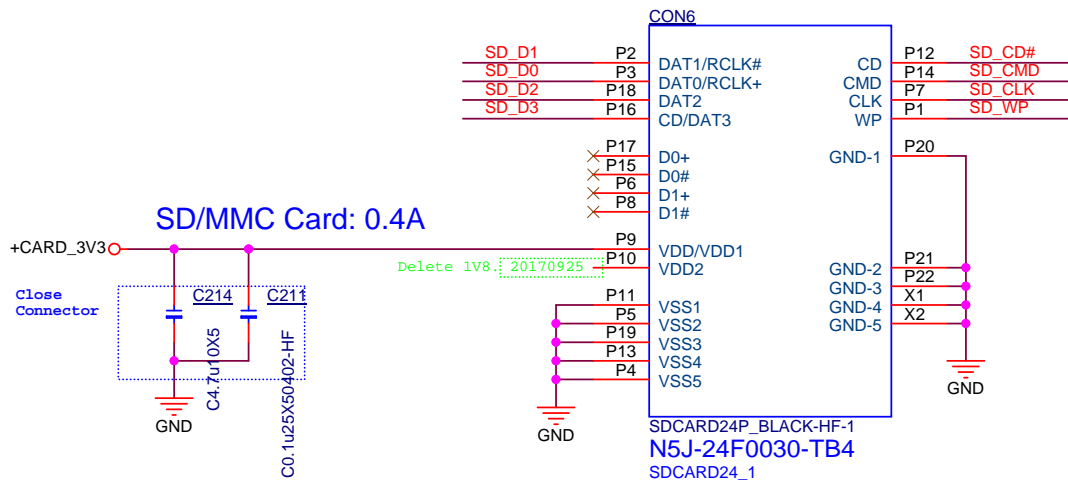 CON6
SD_D1 P2 DAT1/RCLK# CD P12 SD_CD#
SD_D0 P3 DAT0/RCLK+ CMD P14 SD_CMD
SD_D2 P18 DAT2 CLK P7 SD_CLK
SD_D3 P16 CD/DAT3 WP P1 SD_WP
P17 D0+ GND-1 P20
P15 D0#
P6 D1+
P8 D1#
SD/MMC Card: 0.4A
+CARD_3V3 P9 VDD/VDD1
Delete 1V8. 20170925 P10 VDD2 GND-2 P21
GND-3 P22
Close
Connector
C214 C211
C4.7u10X5
C0.1u25X50402-HF
GND
P11 VSS1 GND-4 X1
P5 VSS2 GND-5 X2
P19 VSS3
P13 VSS4
P4 VSS5
GND
GND
SDCARD24P_BLACK-HF-1
N5J-24F0030-TB4
SDCARD24_1